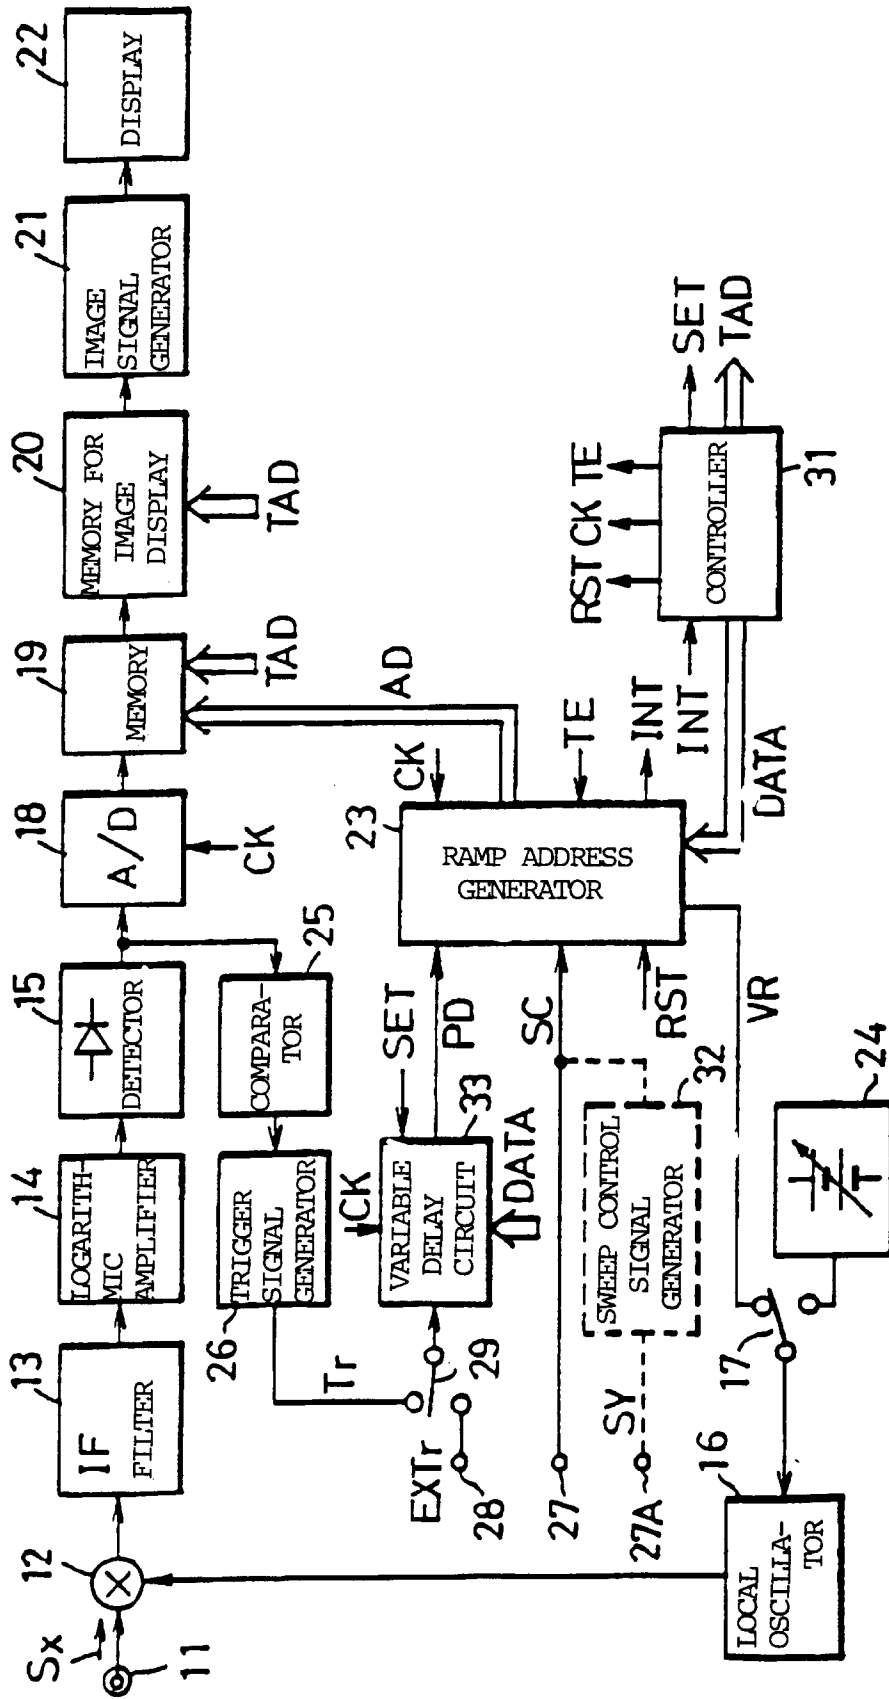 Sx
11
12
IF
FILTER
13
LOGARITH-
MIC
AMPLIFIER
14
DETECTOR
15
A/D
18
CK
MEMORY
19
TAD
MEMORY FOR
IMAGE
DISPLAY
20
TAD
IMAGE
SIGNAL
GENERATOR
21
DISPLAY
22
COMPARA-
TOR
25
TRIGGER
SIGNAL
GENERATOR
26
Tr
29
EXTr
28
VARIABLE
DELAY
CIRCUIT
33
CK
SET
DATA
PD
RAMP ADDRESS
GENERATOR
23
CK
AD
TE
INT
SC
RST
27
SWEEP CONTROL
SIGNAL
GENERATOR
32
SY
27A
VR
CONTROLLER
31
RST
CK
TE
SET
TAD
INT
DATA
LOCAL
OSCILLA-
TOR
16
17
24